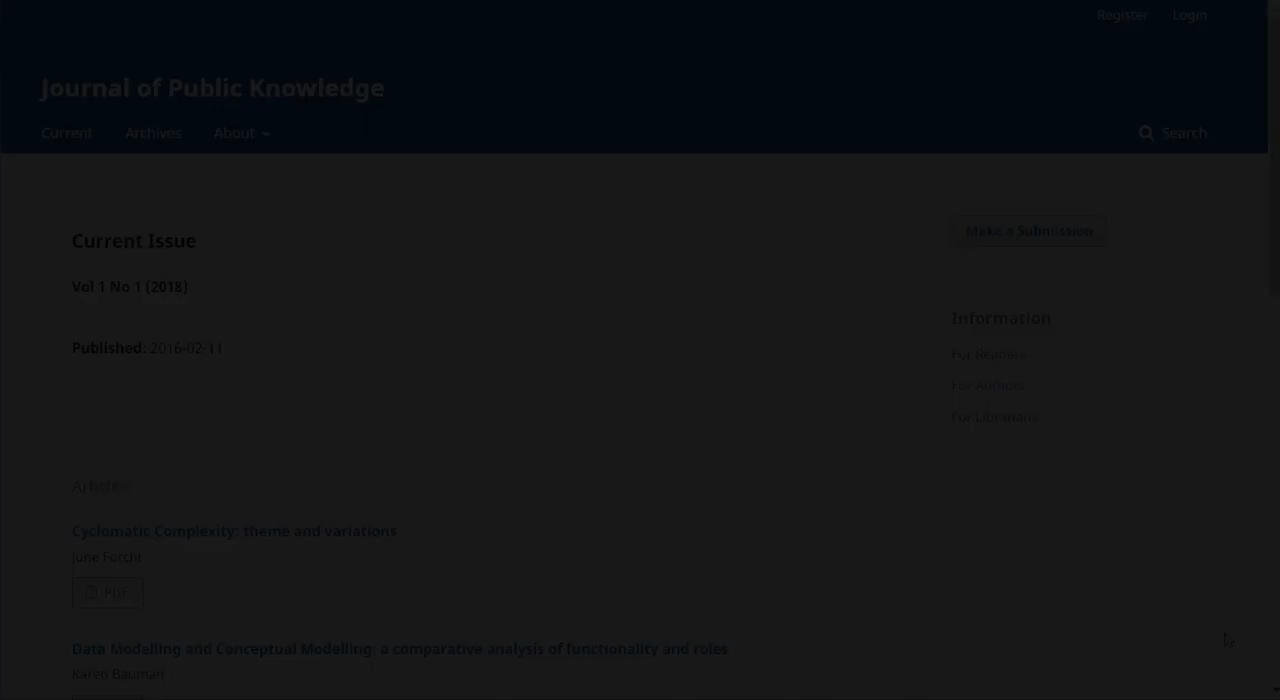 Register Login
Journal of Public Knowledge
Current Archives About
Search
Current Issue
Vol 1 No 1 (2018)
Published: 2016-02-11
Make a Submission
Information
For Readers
For Authors
For Librarians
Articles
Cyclomatic Complexity: theme and variations
June Forcht
PDF
Data Modelling and Conceptual Modelling: a comparative analysis of functionality and roles
Karen Bauman